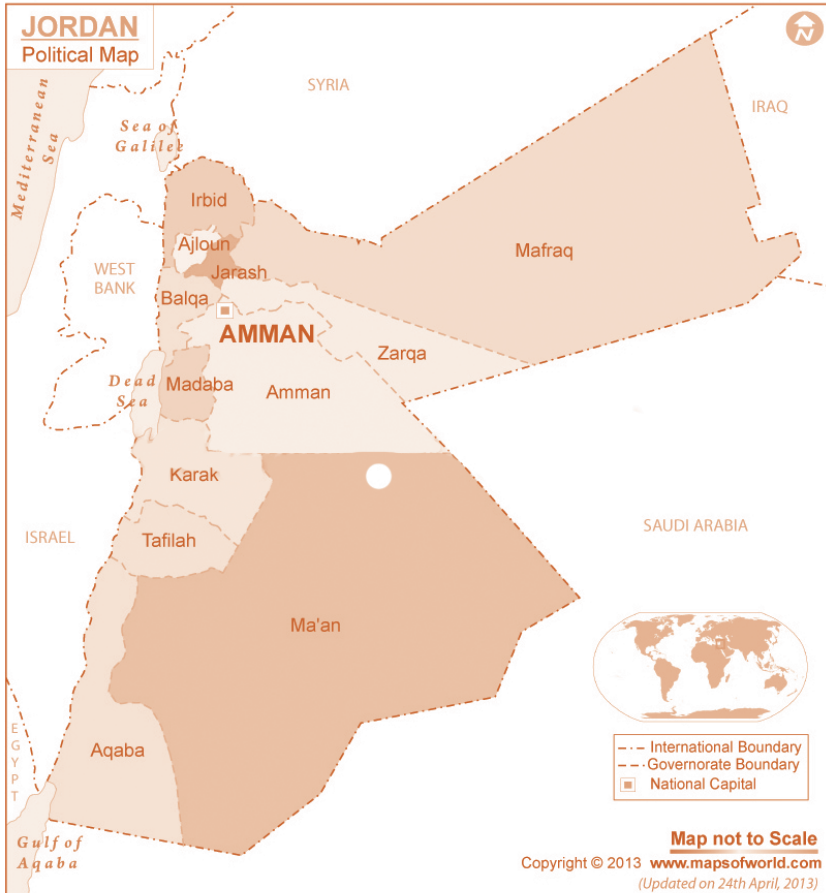 JORDAN
Political Map
N
SYRIA
IRAQ
Mediterranean
Sea
Sea of
Galilee
Irbid
Ajloun
Jarash
Mafraq
WEST
BANK
Balqa
AMMAN
Zarqa
Dead
Sea
Madaba
Amman
Karak
SAUDI ARABIA
ISRAEL
Tafilah
Ma'an
Aqaba
EGYPT
International Boundary
Governorate Boundary
National Capital
Gulf of
Aqaba
Map not to Scale
Copyright © 2013 www.mapsofworld.com
(Updated on 24th April, 2013)